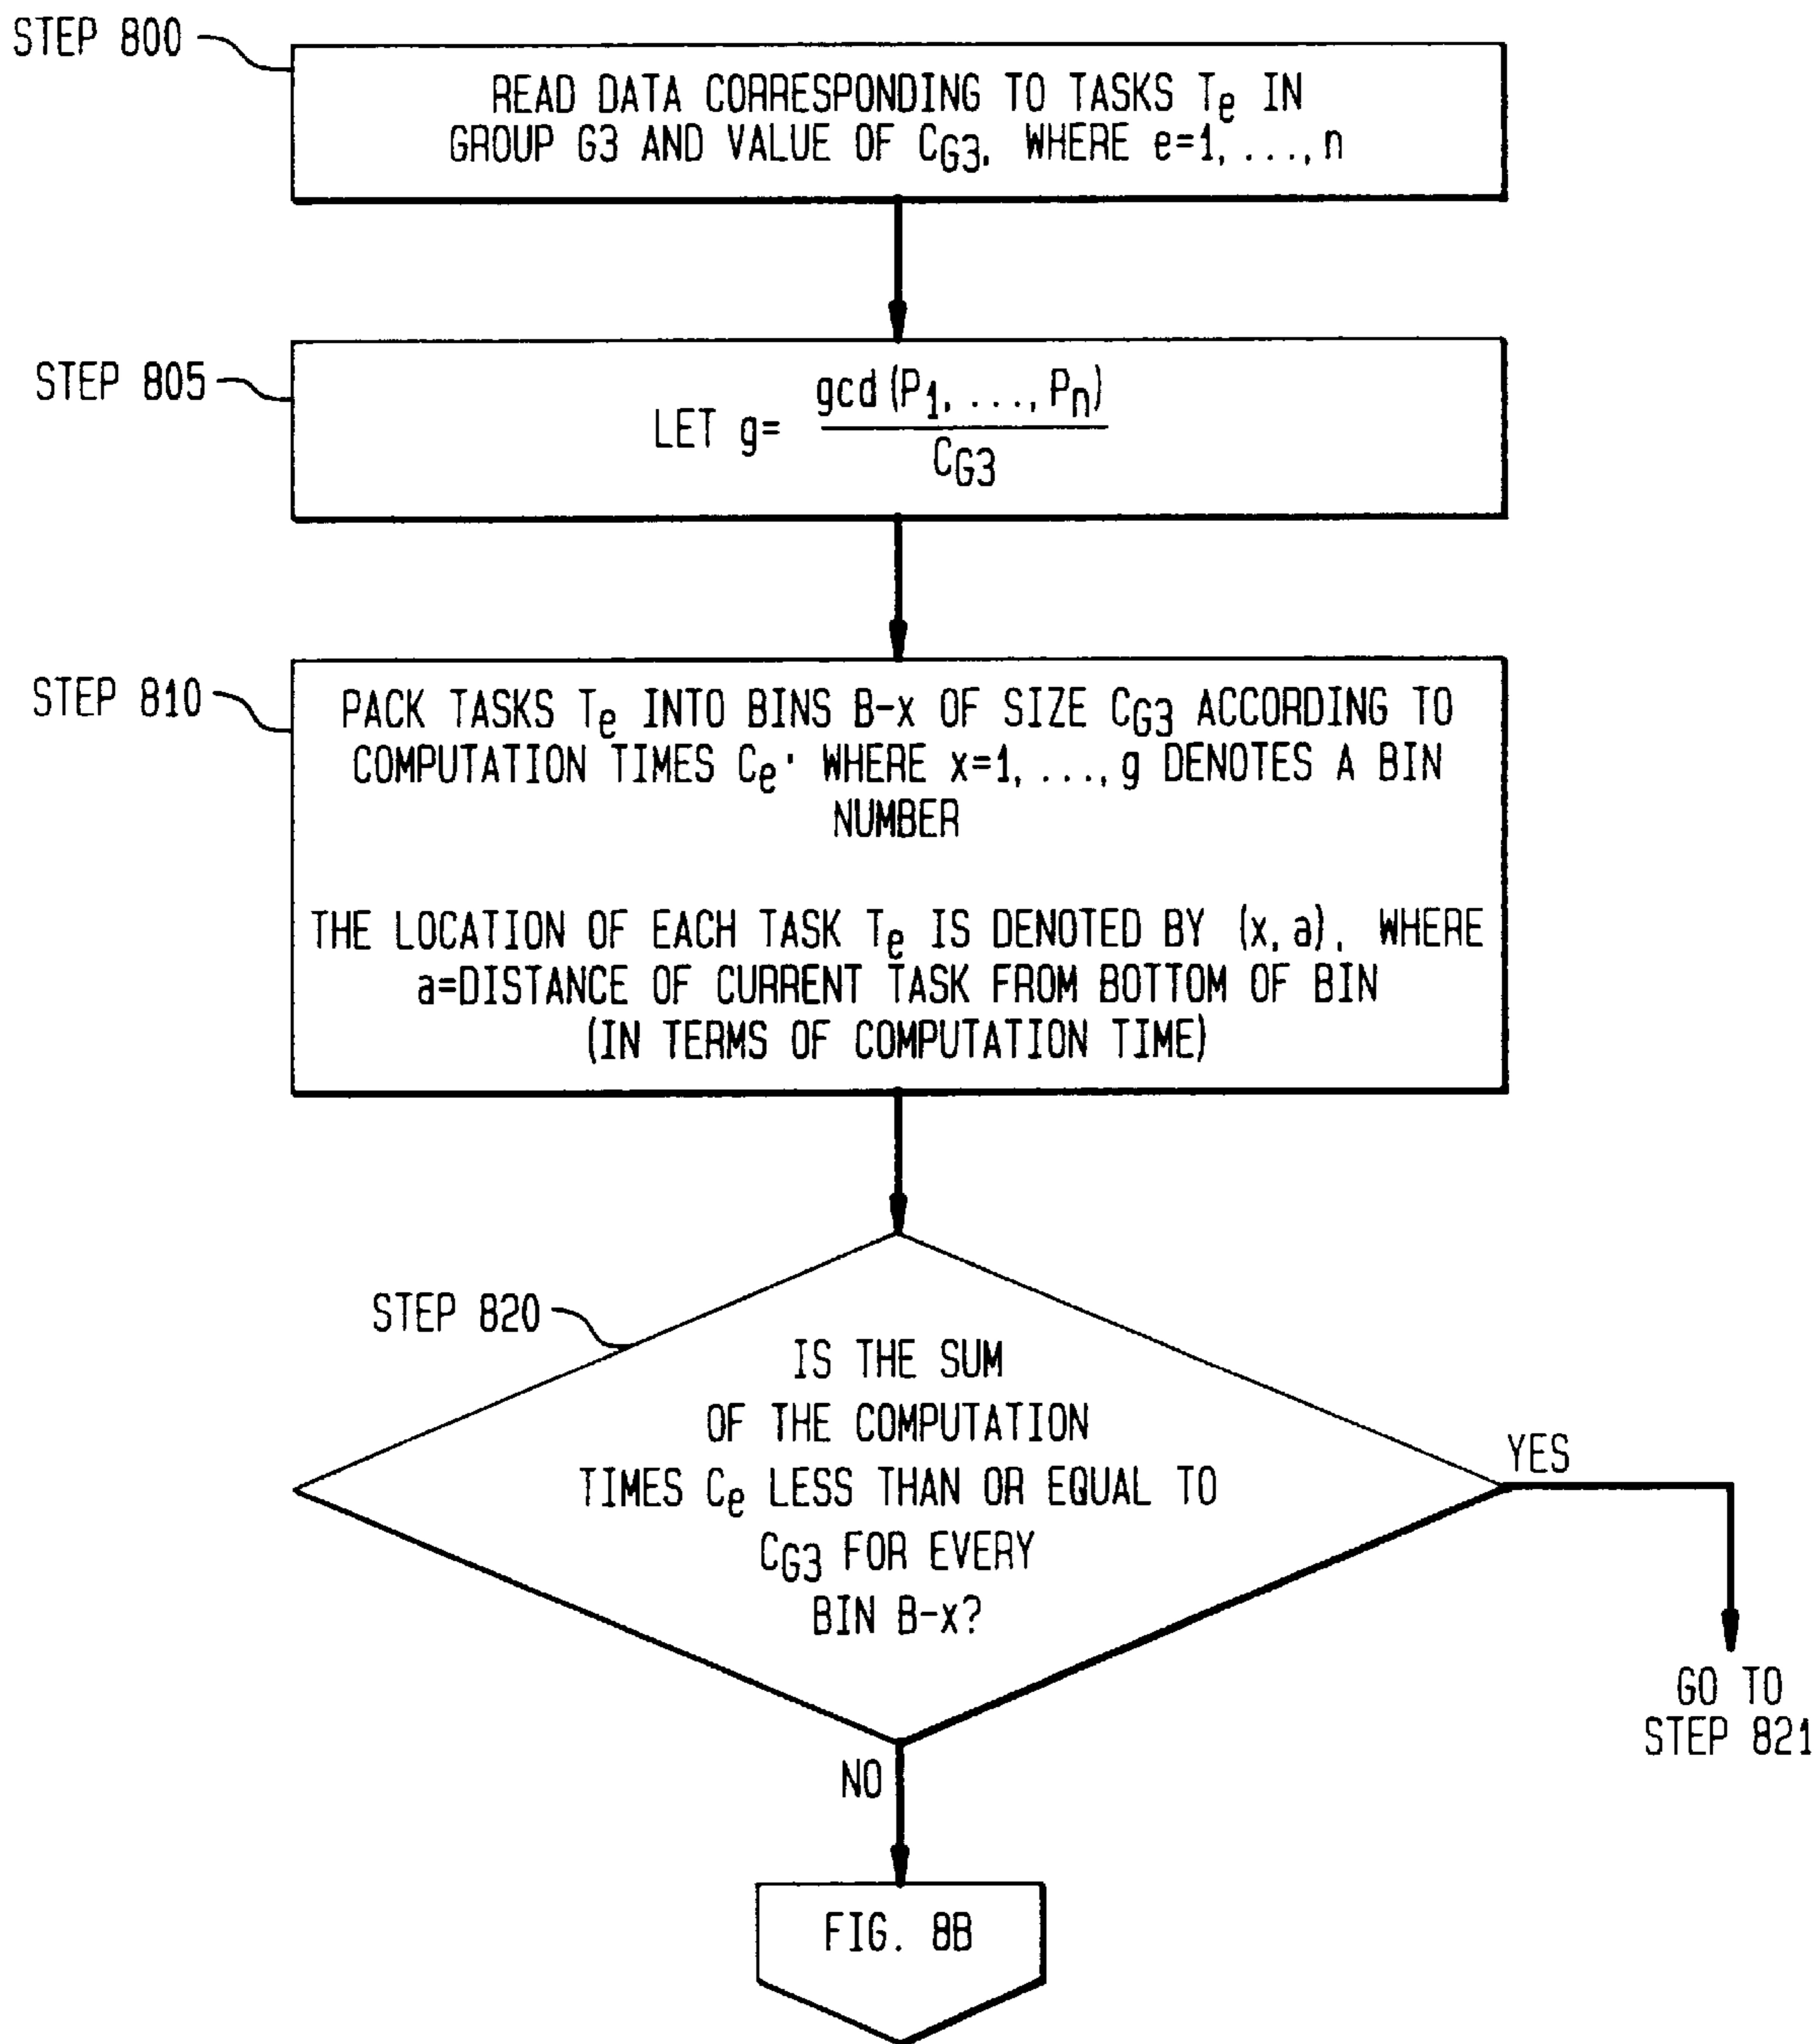 STEP 800
READ DATA CORRESPONDING TO TASKS Te IN
GROUP G3 AND VALUE OF CG3. WHERE e=1, ..., n
STEP 805
LET g= gcd (P1, ..., Pn)
CG3
STEP 810
PACK TASKS Te INTO BINS B-x OF SIZE CG3 ACCORDING TO
COMPUTATION TIMES Ce. WHERE x=1, ..., g DENOTES A BIN
NUMBER
THE LOCATION OF EACH TASK Te IS DENOTED BY (x, a). WHERE
a=DISTANCE OF CURRENT TASK FROM BOTTOM OF BIN
(IN TERMS OF COMPUTATION TIME)
STEP 820
IS THE SUM
OF THE COMPUTATION
TIMES Ce LESS THAN OR EQUAL TO
CG3 FOR EVERY
BIN B-x?
YES
GO TO
STEP 821
NO
FIG. 8B